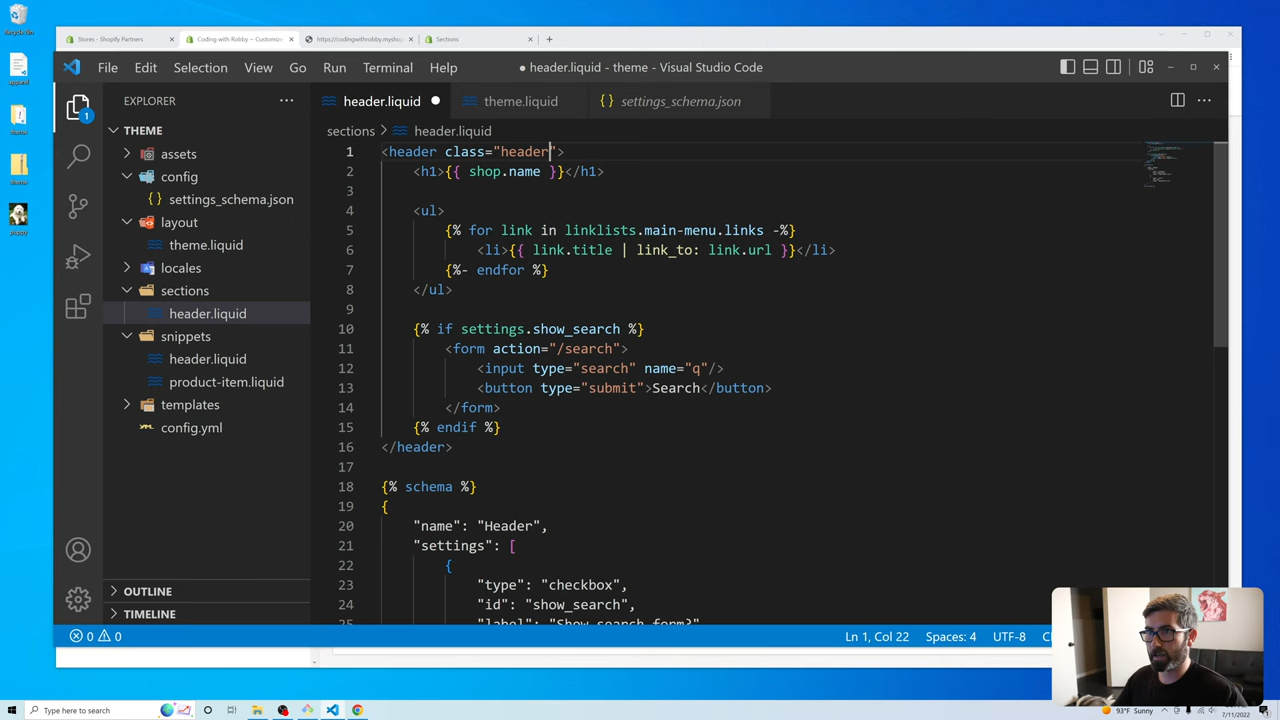 Stores - Shopify Partners
Coding with Robby ~ Customize
https://codingwithrobby.myshop
Sections
File Edit Selection View Go Run Terminal Help
● header.liquid - theme - Visual Studio Code
EXPLORER
header.liquid
theme.liquid
settings_schema.json
THEME
assets
config
settings_schema.json
layout
theme.liquid
locales
sections
header.liquid
snippets
header.liquid
product-item.liquid
templates
config.yml
OUTLINE
TIMELINE
1
sections > header.liquid
1 <header class="header">
2 <h1>{{ shop.name }}</h1>
3
4 <ul>
5 {% for link in linklists.main-menu.links -%}
6 <li>{{ link.title | link_to: link.url }}</li>
7 {%- endfor %}
8 </ul>
9
10 {% if settings.show_search %}
11 <form action="/search">
12 <input type="search" name="q"/>
13 <button type="submit">Search</button>
14 </form>
15 {% endif %}
16 </header>
17
18 {% schema %}
19 {
20 "name": "Header",
21 "settings": [
22 {
23 "type": "checkbox",
24 "id": "show_search",
25 "label": "Show search form?"
0 0
Ln 1, Col 22
Spaces: 4
UTF-8
Type here to search
93°F Sunny
7/11/2022